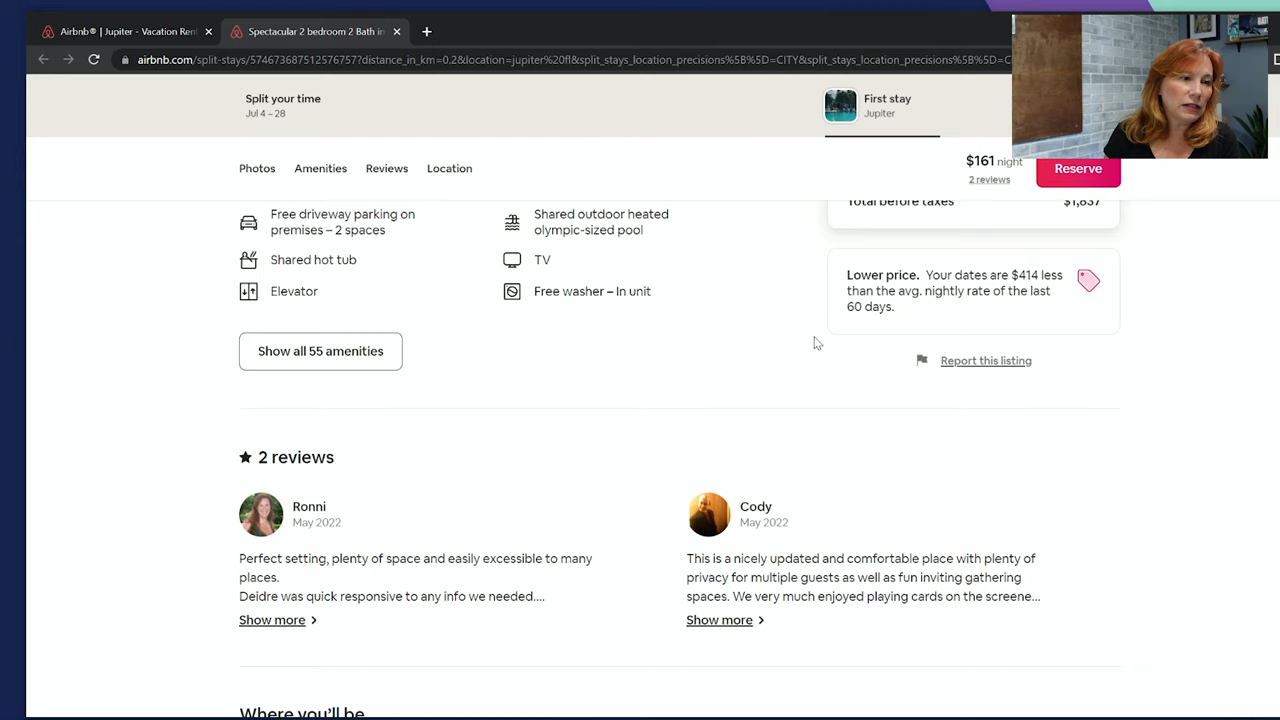 Airbnb® | Jupiter - Vacation Ren
Spectacular 2 bedroom 2 Bath in
airbnb.com/split-stays/574673687512576757?distance_in_km=0.2&location=jupiter%20fl&split_stays_location_precisions%5B%5D=CITY&split_stays_location_precisions%5B%5D=C
Split your time
Jul 4 – 28
First stay
Jupiter
Photos
Amenities
Reviews
Location
$161 night
2 reviews
Reserve
Total before taxes $1,837
Free driveway parking on
premises – 2 spaces
Shared outdoor heated
olympic-sized pool
Shared hot tub
TV
Elevator
Free washer – In unit
Lower price. Your dates are $414 less
than the avg. nightly rate of the last
60 days.
Show all 55 amenities
Report this listing
2 reviews
Ronni
May 2022
Perfect setting, plenty of space and easily excessible to many
places.
Deidre was quick responsive to any info we needed....
Show more
Cody
May 2022
This is a nicely updated and comfortable place with plenty of
privacy for multiple guests as well as fun inviting gathering
spaces. We very much enjoyed playing cards on the screene...
Show more
Where you'll be